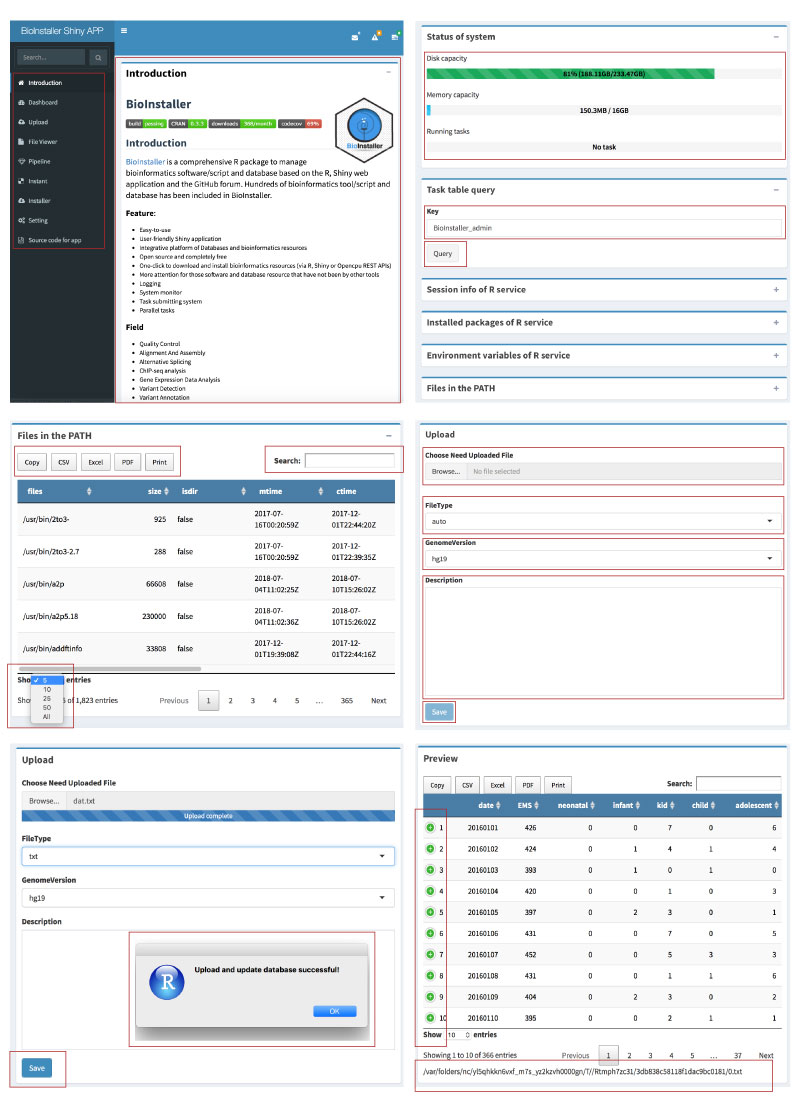 BioInstaller Shiny APP
Search...
Introduction
Dashboard
Upload
File Viewer
Pipeline
Instant
Installer
Setting
Source code for app
Introduction
BioInstaller
build passing CRAN 0.3.3 downloads 388/month codecov 69%
BioInstaller
Introduction
BioInstaller is a comprehensive R package to manage
bioinformatics software/script and database based on the R, Shiny web
application and the GitHub forum. Hundreds of bioinformatics tool/script and
database has been included in BioInstaller.
Feature:
Easy-to-use
User-friendly Shiny application
Integrative platform of Databases and bioinformatics resources
Open source and completely free
One-click to download and install bioinformatics resources (via R, Shiny or Opencpu REST APIs)
More attention for those software and database resource that have not been by other tools
Logging
System monitor
Task submitting system
Parallel tasks
Field
Quality Control
Alignment And Assembly
Alternative Splicing
ChIP-seq analysis
Gene Expression Data Analysis
Variant Detection
Variant Annotation
Status of system
Disk capacity
81% (188.11GB/233.47GB)
Memory capacity
150.3MB / 16GB
Running tasks
No task
Task table query
Key
BioInstaller_admin
Query
Session info of R service
Installed packages of R service
Environment variables of R service
Files in the PATH
Files in the PATH
Copy CSV Excel PDF Print Search:
files size isdir mtime ctime
/usr/bin/2to3- 925 false 2017-07-16T00:20:59Z 2017-12-01T22:44:20Z
/usr/bin/2to3-2.7 288 false 2017-07-16T00:20:59Z 2017-12-01T22:39:35Z
/usr/bin/a2p 66608 false 2018-07-04T11:02:25Z 2018-07-10T15:26:02Z
/usr/bin/a2p5.18 230000 false 2018-07-04T11:02:36Z 2018-07-10T15:26:02Z
/usr/bin/addftinfo 33808 false 2017-12-01T19:39:08Z 2017-12-01T22:44:16Z
Sho 5 entries
10
25
50
All
Sho 5 of 1,823 entries Previous 1 2 3 4 5 ... 365 Next
Upload
Choose Need Uploaded File
Browse... No file selected
FileType
auto
GenomeVersion
hg19
Description
Save
Upload
Choose Need Uploaded File
Browse... dat.txt
Upload complete
FileType
txt
GenomeVersion
hg19
Description
Upload and update database successful!
R
OK
Save
Preview
Copy CSV Excel PDF Print Search:
date EMS neonatal infant kid child adolescent
1 20160101 426 0 0 7 0 6
2 20160102 424 0 1 4 1 4
3 20160103 393 0 1 0 1 0
4 20160104 420 0 0 1 0 3
5 20160105 397 0 2 3 0 1
6 20160106 431 0 0 7 0 5
7 20160107 452 0 0 5 3 3
8 20160108 431 0 0 1 1 6
9 20160109 404 0 2 3 0 2
10 20160110 395 0 0 2 1 1
Show 10 entries
Showing 1 to 10 of 366 entries Previous 1 2 3 4 5 ... 37 Next
/var/folders/nc/yl5qhkkn6vxf_m7s_yz2kzvh0000gn/T//Rtmph7zc31/3db838c58118f1dac9bc0181/0.txt